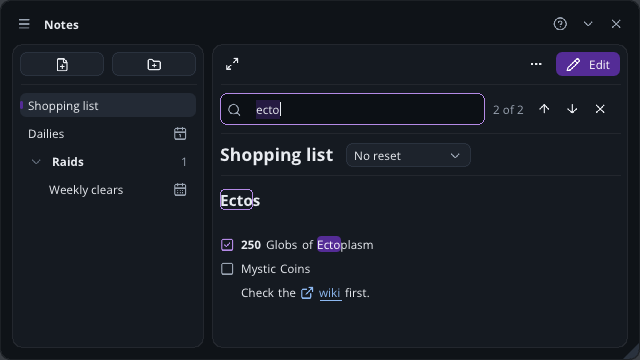 Notes
Edit
Shopping list
Dailies
1
Raids 1
Weekly clears
ecto
2 of 2
Shopping list
No reset
Ectos
250 Globs of Ectoplasm
Mystic Coins
Check the wiki first.